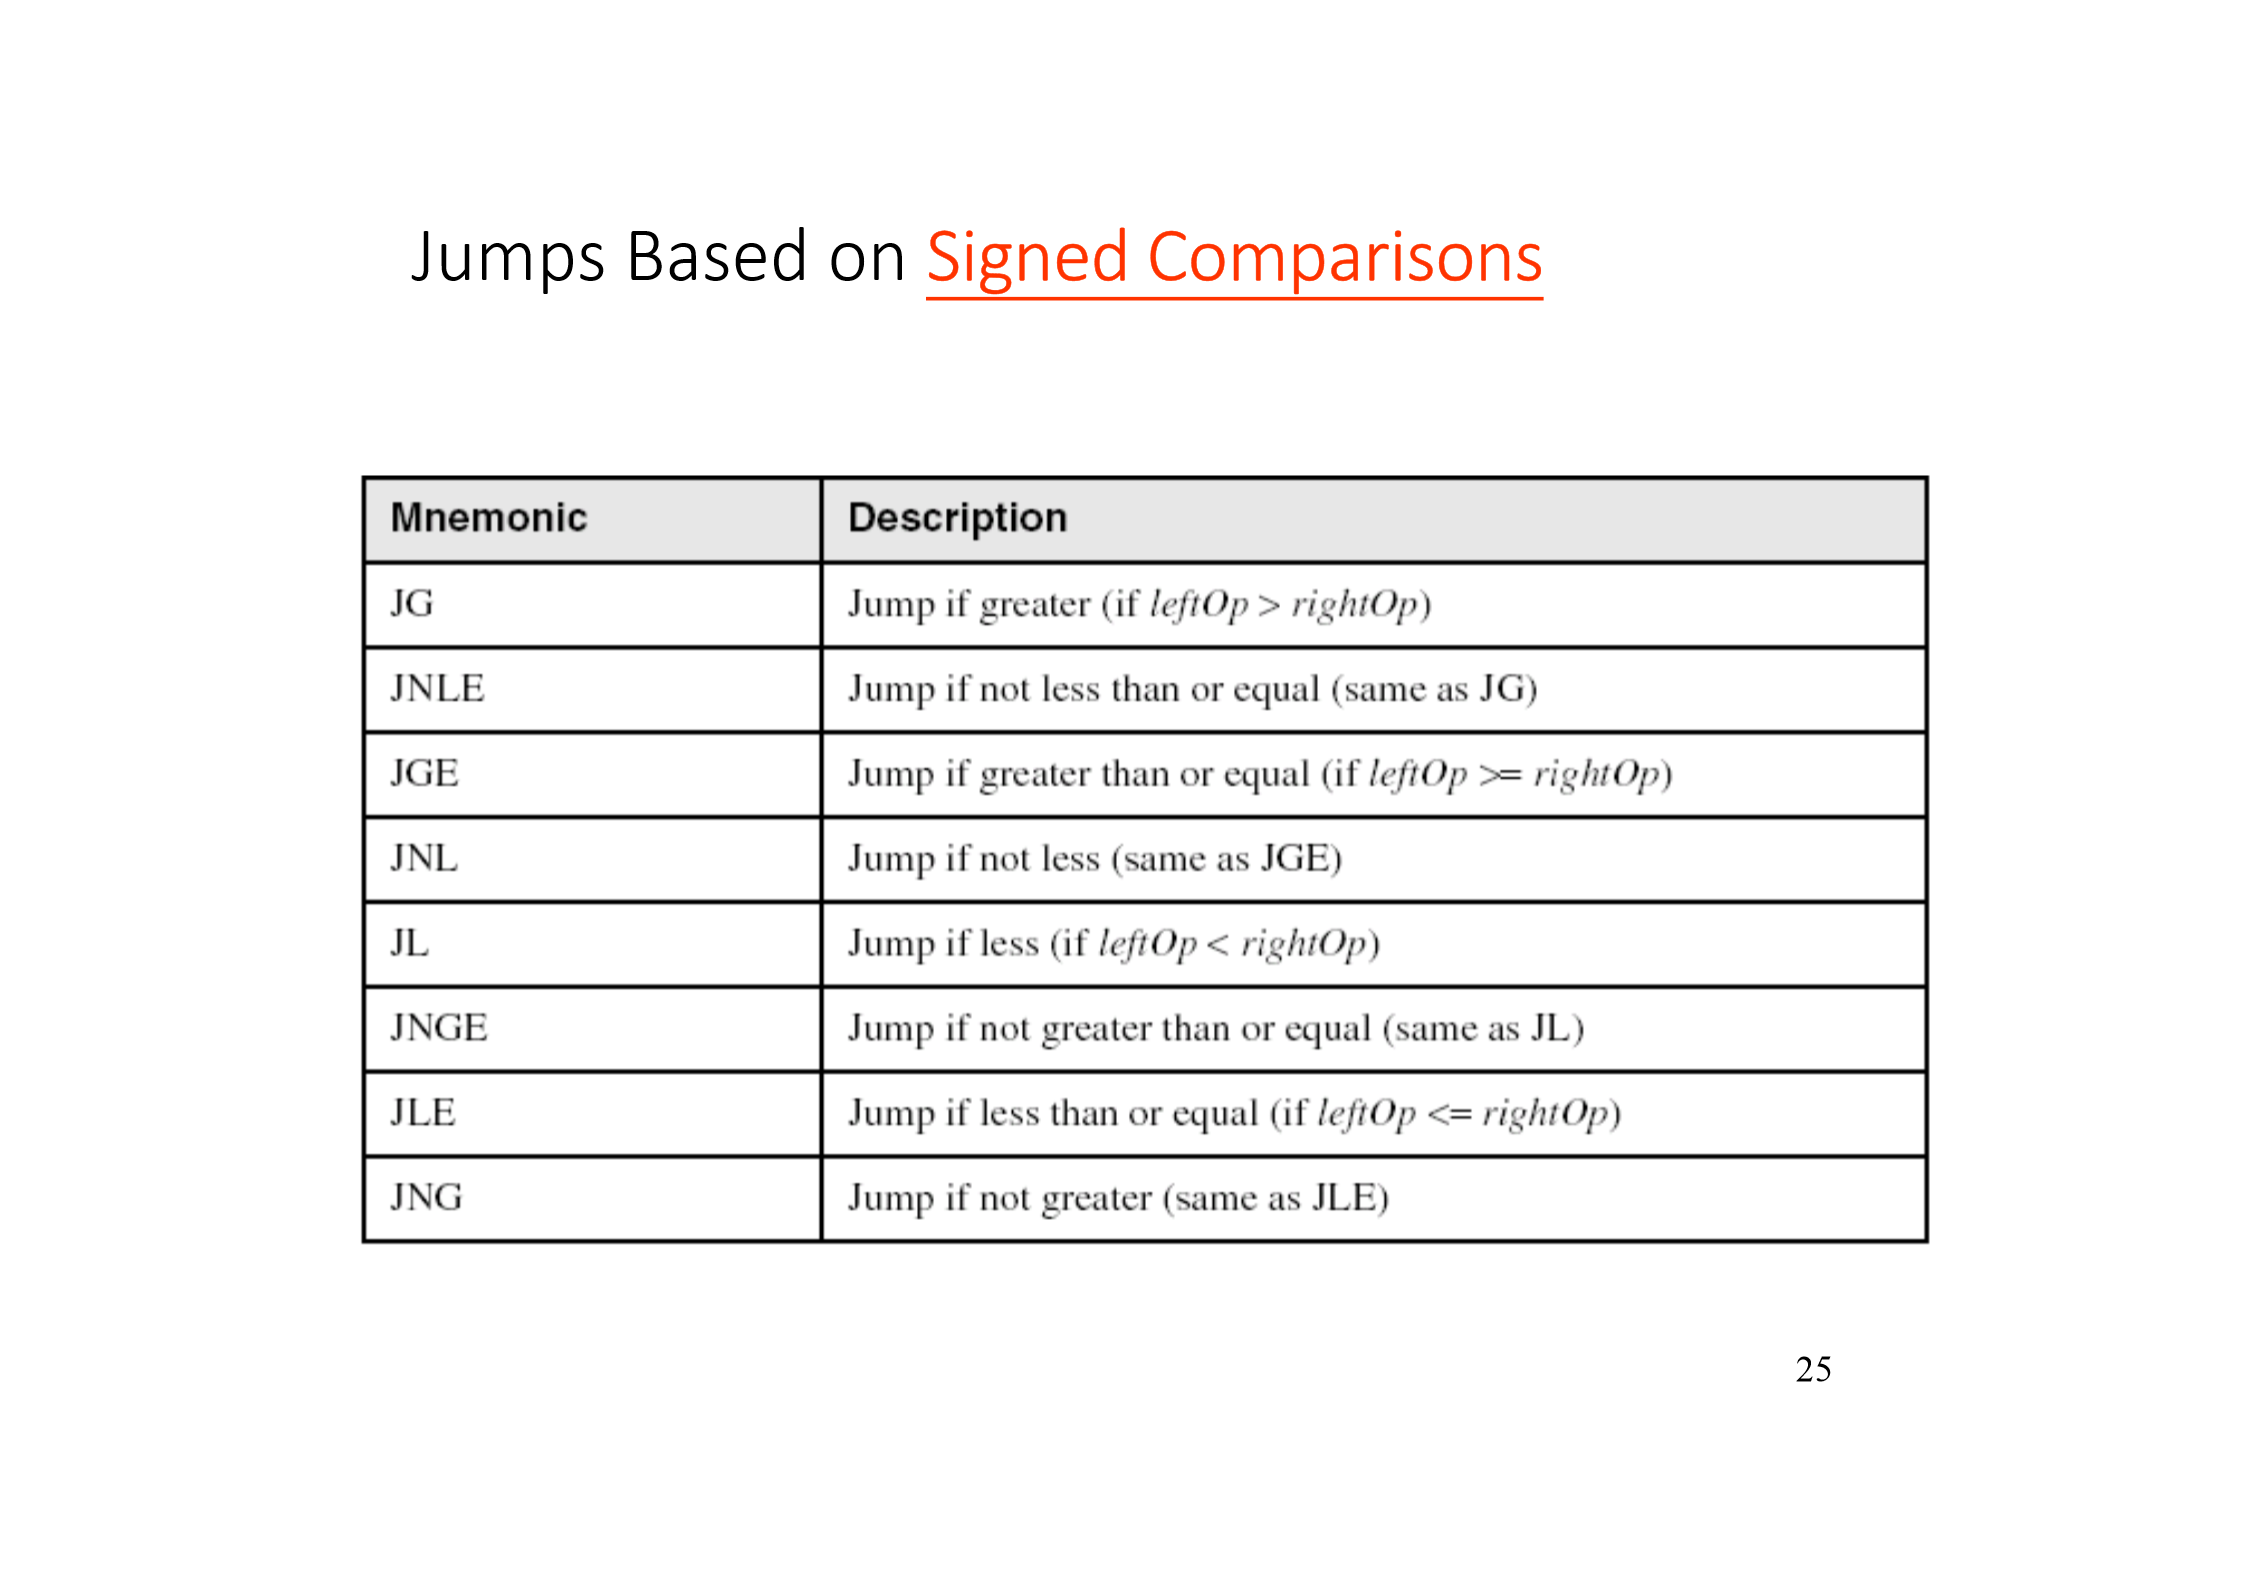 Jumps Based on Signed Comparisons
Mnemonic Description
JG Jump if greater (if leftOp > rightOp)
JNLE Jump if not less than or equal (same as JG)
JGE Jump if greater than or equal (if leftOp >= rightOp)
JNL Jump if not less (same as JGE)
JL Jump if less (if leftOp < rightOp)
JNGE Jump if not greater than or equal (same as JL)
JLE Jump if less than or equal (if leftOp <= rightOp)
JNG Jump if not greater (same as JLE)
25